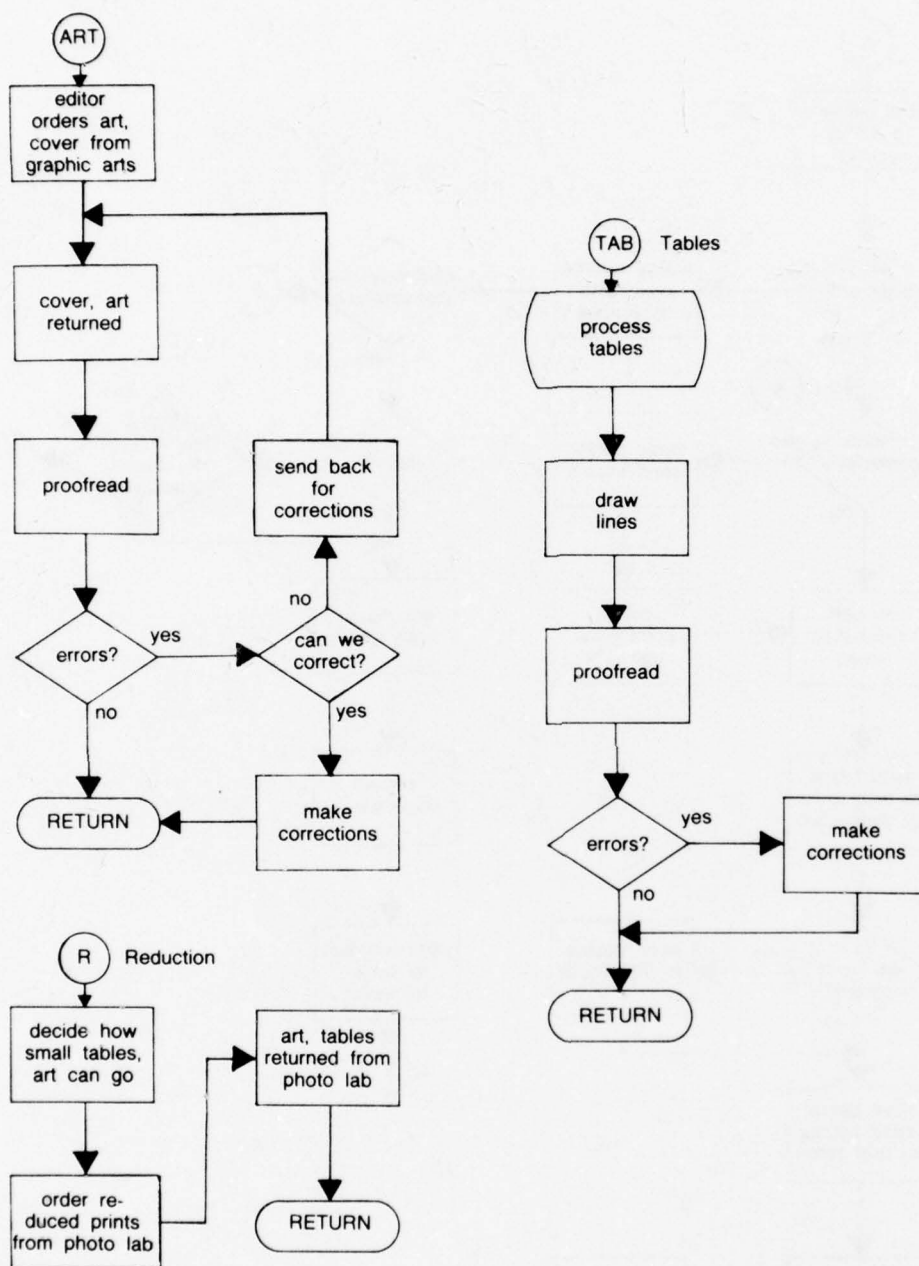 ART
editor
orders art,
cover from
graphic arts
cover, art
returned
proofread
send back
for
corrections
no
errors?
yes
can we
correct?
no
yes
RETURN
make
corrections
TAB Tables
process
tables
draw
lines
proofread
errors?
yes
make
corrections
no
RETURN
R Reduction
decide how
small tables,
art can go
order re-
duced prints
from photo lab
art, tables
returned from
photo lab
RETURN